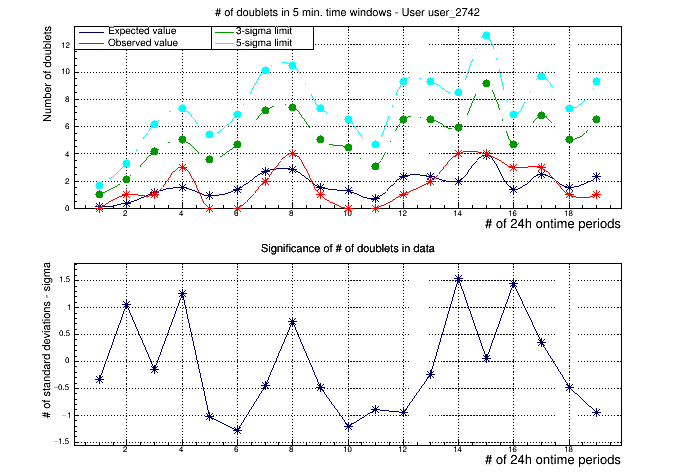 # of doublets in 5 min. time windows - User user_2742
Number of doublets
Expected value
3-sigma limit
Observed value
5-sigma limit
12
10
8
6
4
2
0
2 4 6 8 10 12 14 16 18
# of 24h ontime periods
Significance of # of doublets in data
# of standard deviations - sigma
1.5
1
0.5
0
−0.5
−1
−1.5
2 4 6 8 10 12 14 16 18
# of 24h ontime periods